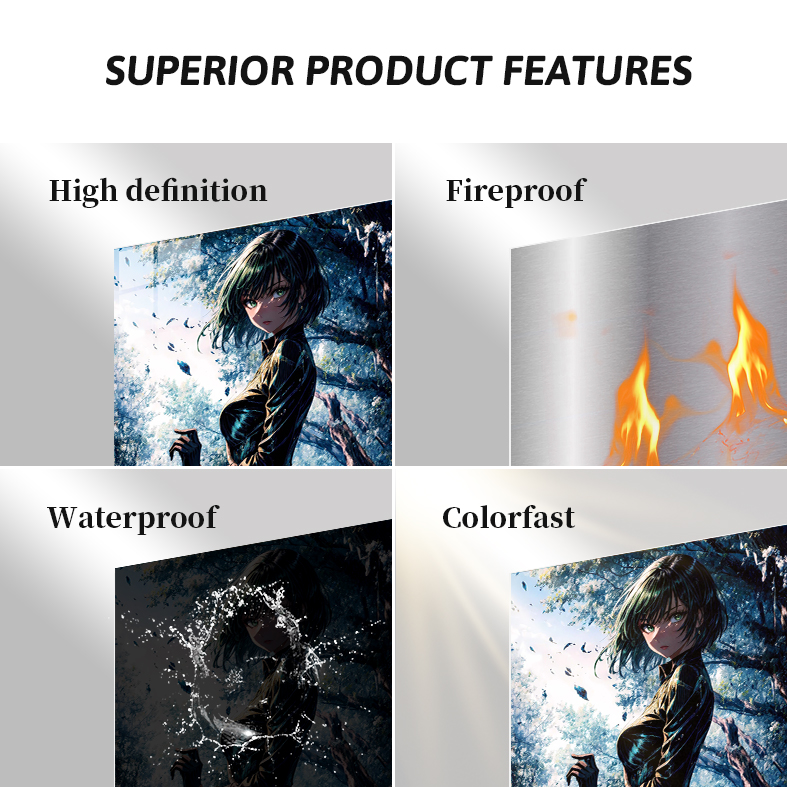 SUPERIOR PRODUCT FEATURES
High definition
Fireproof
Waterproof
Colorfast